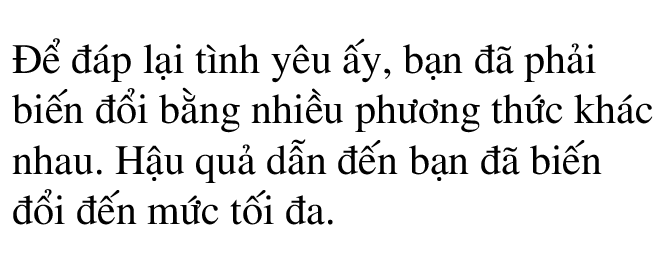 Để đáp lại tình yêu ấy, bạn đã phải
biến đổi bằng nhiều phương thức khác
nhau. Hậu quả dẫn đến bạn đã biến
đổi đến mức tối đa.